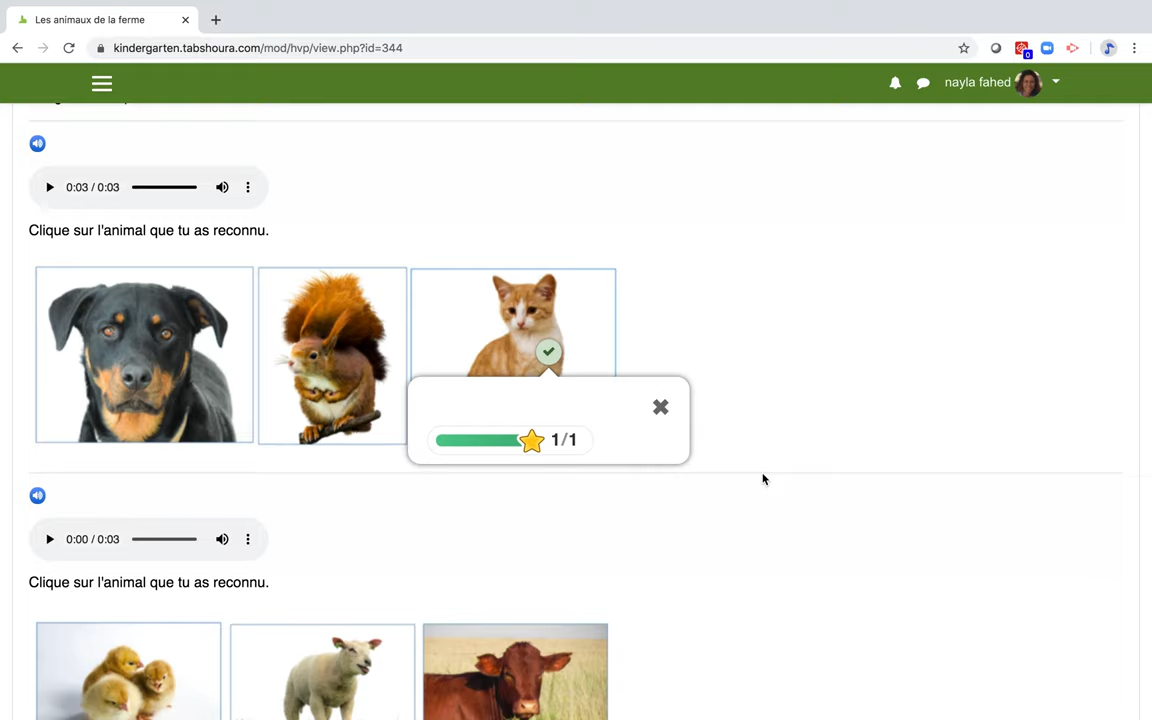 Les animaux de la ferme
kindergarten.tabshoura.com/mod/hvp/view.php?id=344
0
nayla fahed
0:03 / 0:03
Clique sur l'animal que tu as reconnu.
1/1
0:00 / 0:03
Clique sur l'animal que tu as reconnu.